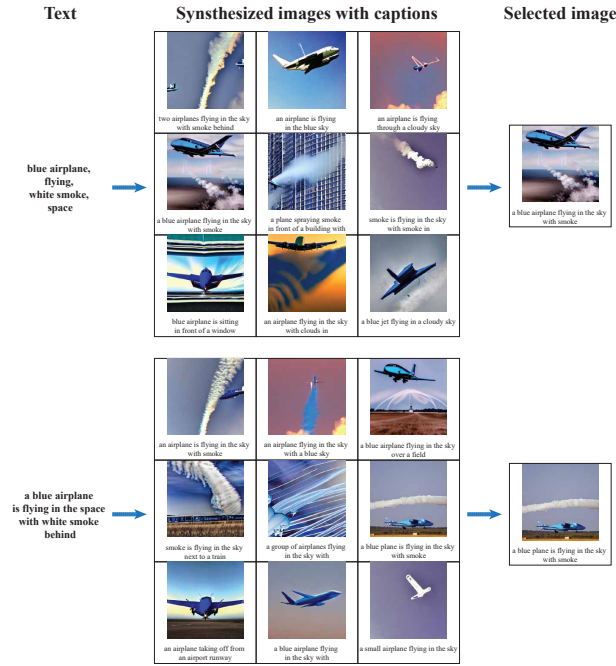 Text Synsthesized images with captions Selected image
two airplanes flying in the sky
with smoke behind
an airplane is flying
in the blue sky
an airplane is flying
through a cloudy sky
blue airplane,
flying,
white smoke,
space
a blue airplane flying in the sky
with smoke
a plane spraying smoke
in front of a building with
smoke is flying in the sky
with smoke in
a blue airplane flying in the sky
with smoke
blue airplane is sitting
in front of a window
an airplane flying in the sky
with clouds in
a blue jet flying in a cloudy sky
an airplane is flying in the sky
with smoke
an airplane flying in the sky
with a blue sky
a blue airplane flying in the sky
over a field
a blue airplane
is flying in the space
with white smoke
behind
smoke is flying in the sky
next to a train
a group of airplanes flying
in the sky with
a blue plane is flying in the sky
with smoke
a blue plane is flying in the sky
with smoke
an airplane taking off from
an airport runway
a blue airplane flying
in the sky with
a small airplane flying in the sky